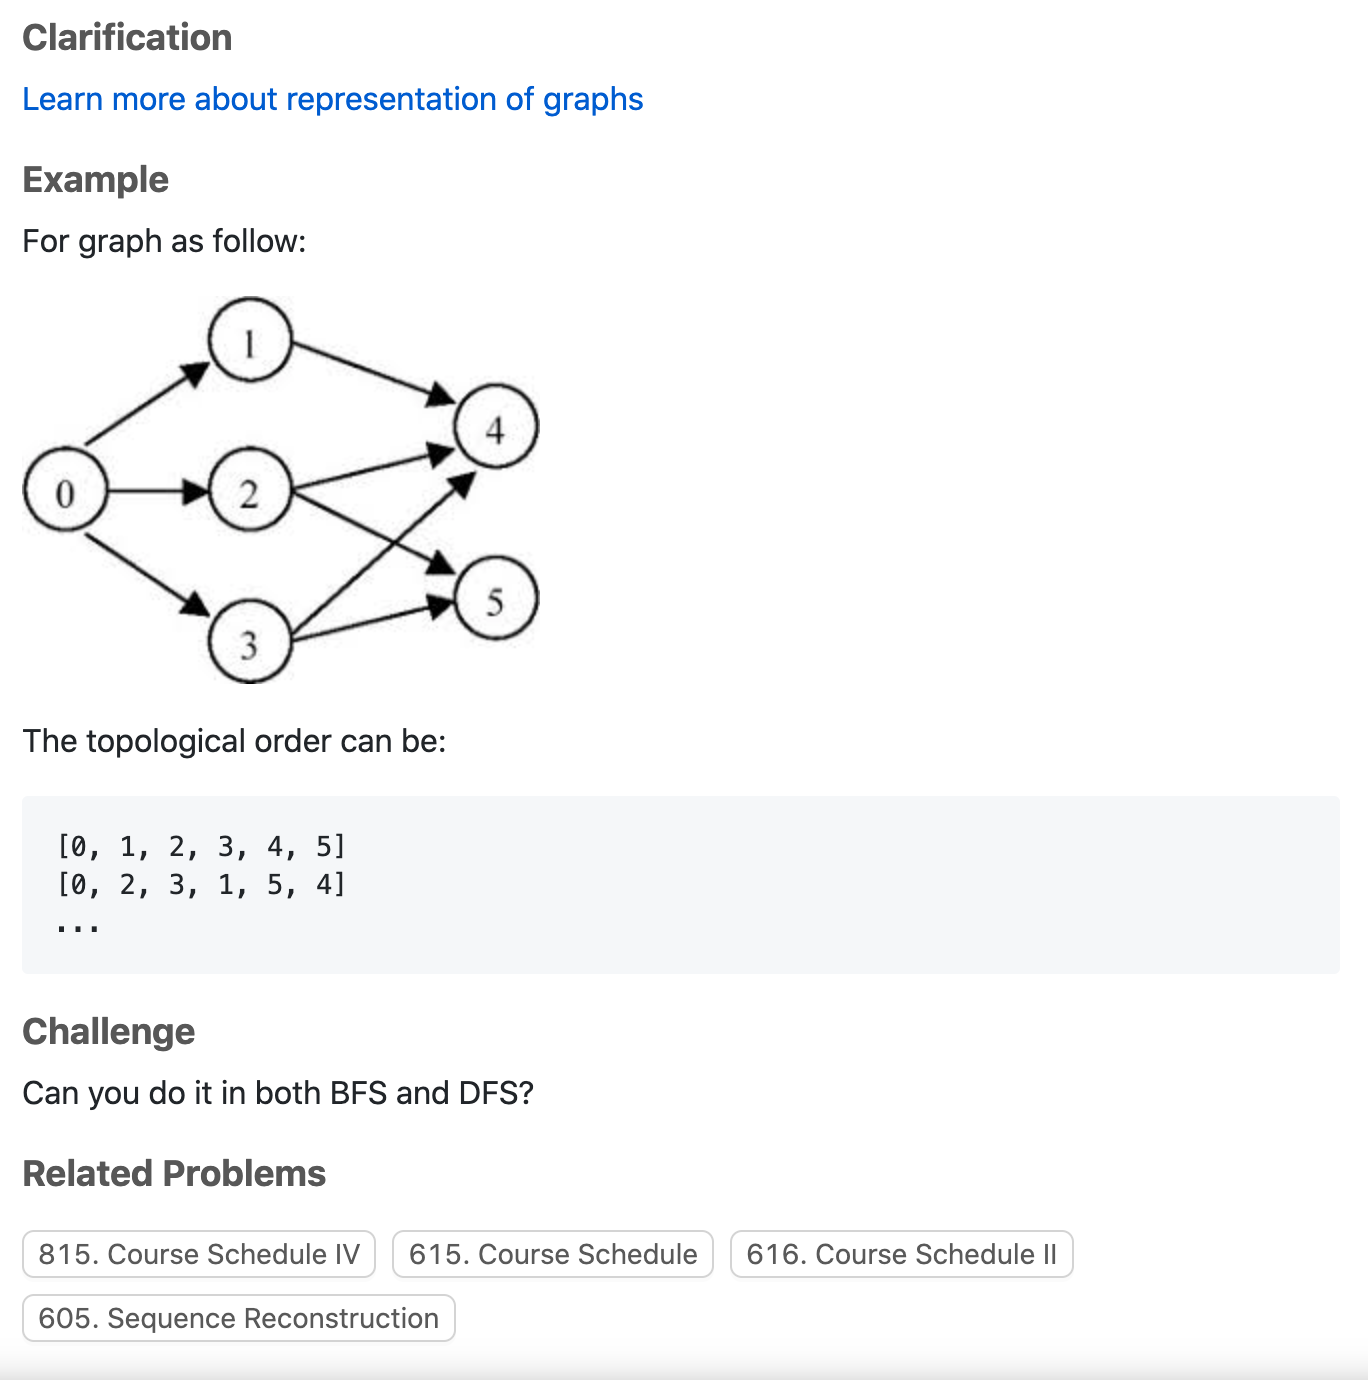 Clarification
Learn more about representation of graphs
Example
For graph as follow:
1
4
0
2
5
3
The topological order can be:
[0, 1, 2, 3, 4, 5]
[0, 2, 3, 1, 5, 4]
...
Challenge
Can you do it in both BFS and DFS?
Related Problems
815. Course Schedule IV
615. Course Schedule
616. Course Schedule II
605. Sequence Reconstruction